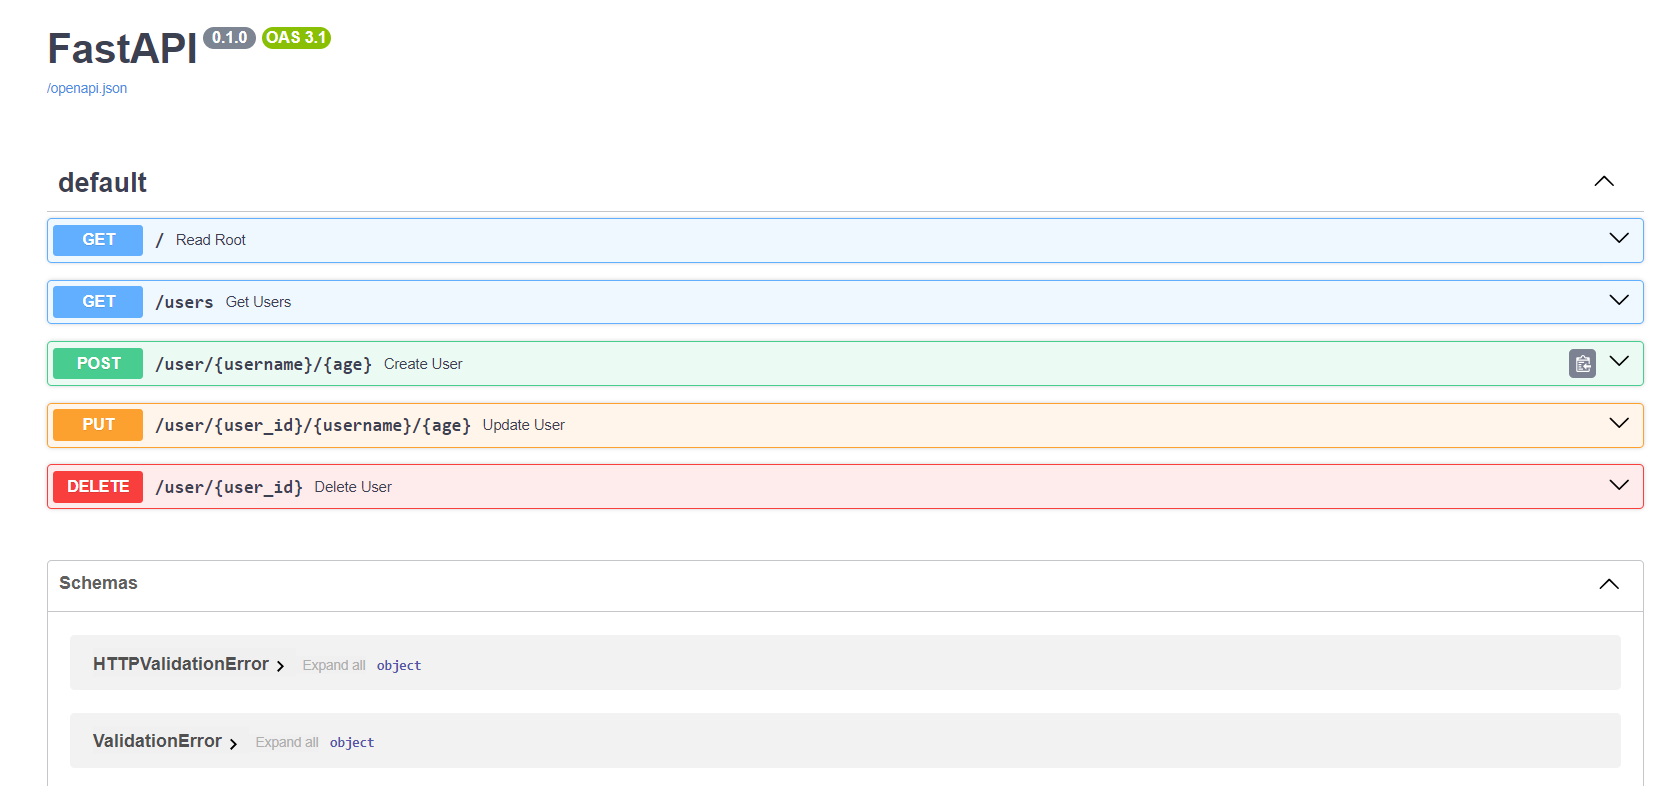 FastAPI 0.1.0 OAS 3.1
/openapi.json
default
GET / Read Root
GET /users Get Users
POST /user/{username}/{age} Create User
PUT /user/{user_id}/{username}/{age} Update User
DELETE /user/{user_id} Delete User
Schemas
HTTPValidationError Expand all object
ValidationError Expand all object